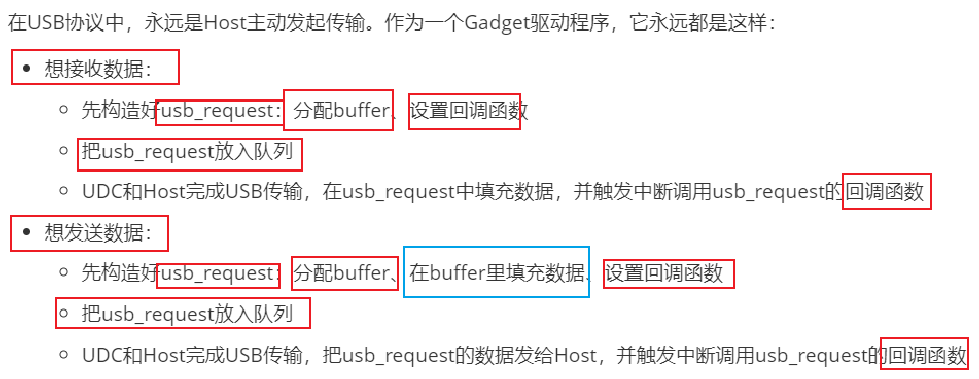 在USB协议中，永远是Host主动发起传输。作为一个Gadget驱动程序，它永远都是这样：
想接收数据：
先构造好usb_request：分配buffer、设置回调函数
把usb_request放入队列
UDC和Host完成USB传输，在usb_request中填充数据，并触发中断调用usb_request的回调函数
想发送数据：
先构造好usb_request：分配buffer、在buffer里填充数据、设置回调函数
把usb_request放入队列
UDC和Host完成USB传输，把usb_request的数据发给Host，并触发中断调用usb_request的回调函数